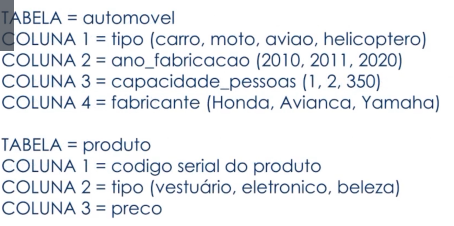 TABELA = automovel
COLUNA 1 = tipo (carro, moto, aviao, helicoptero)
COLUNA 2 = ano_fabricacao (2010, 2011, 2020)
COLUNA 3 = capacidade_pessoas (1, 2, 350)
COLUNA 4 = fabricante (Honda, Avianca, Yamaha)
TABELA = produto
COLUNA 1 = codigo serial do produto
COLUNA 2 = tipo (vestuário, eletronico, beleza)
COLUNA 3 = preco